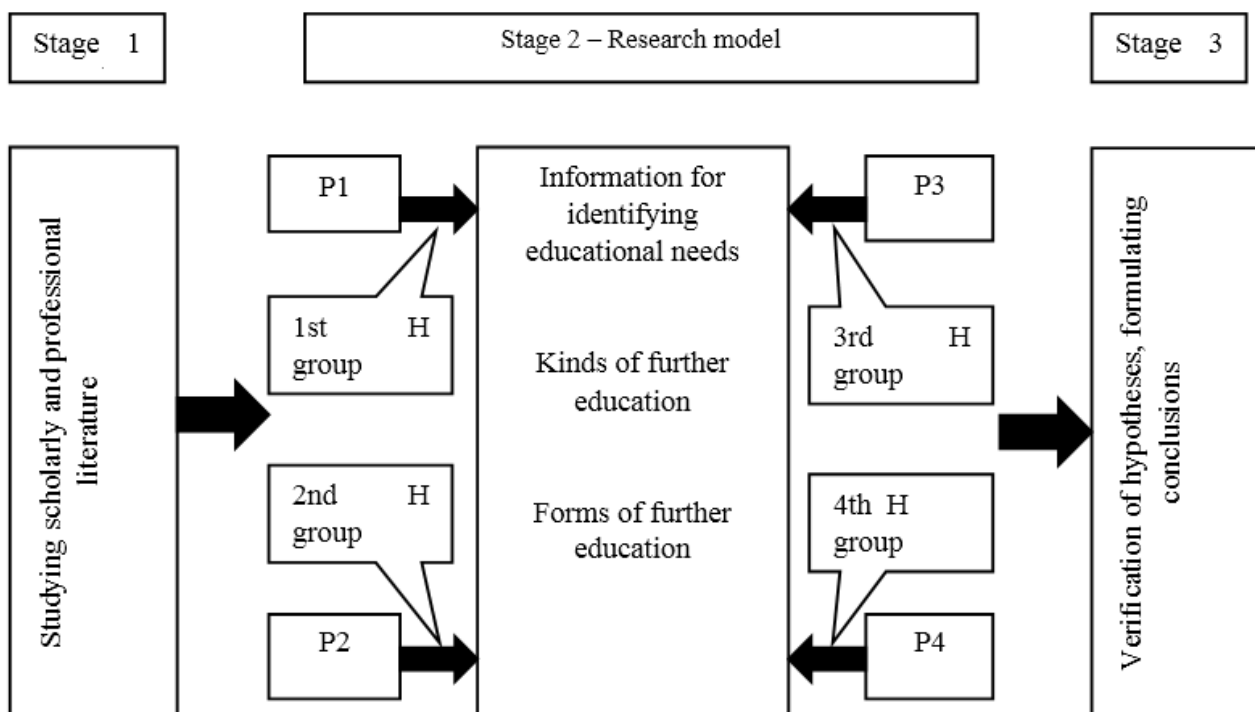 Stage 1
Stage 2 – Research model
Stage 3
Studying scholarly and professional
literature
P1
1st H
group
2nd H
group
P2
Information for
identifying
educational needs
Kinds of further
education
Forms of further
education
P3
3rd H
group
4th H
group
P4
Verification of hypotheses, formulating
conclusions